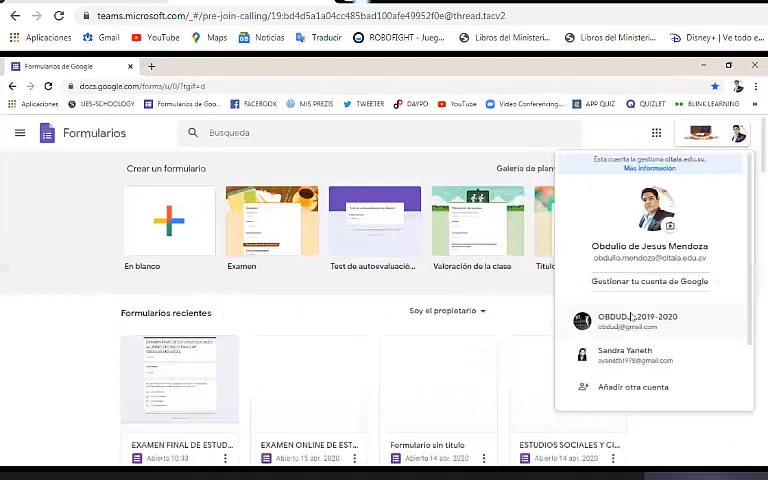 teams.microsoft.com/_#/pre-join-calling/19:bd4d5a1a04cc485bad100afe49952f0e@thread.tacv2
Aplicaciones Gmail YouTube Maps Noticias Traducir ROBOFIGHT - Jueg... Libros del Ministeri... Libros del Ministeri... Disney+ | Ve todo e
Formularios de Google
docs.google.com/forms/u/0/?tgif=d
Aplicaciones LIES-SCHOOLOGY Formularios de Goo... FACEBOOK MIS PREZIS TWEETER DAYPO YouTube Video Conferencing... APP QUIZ QUIZLET BLINK LEARNING
Formularios
Búsqueda
Esta cuenta la gestiona citala.edu.sv.
Más información
Crear un formulario
Galería de plan
Obdulio de Jesus Mendoza
obdulio.mendoza@citala.edu.sv
En blanco
Examen
Test de autoevaluació...
Valoración de la clase
Gestionar tu cuenta de Google
Formularios recientes
Soy el propietario
2019-2020
obdudj@gmail.com
Sandra Yaneth
syaneth1978@gmail.com
Añadir otra cuenta
EXAMEN FINAL DE ESTUD...
EXAMEN ONLINE DE EST...
Formulario sin título
ESTUDIOS SOCIALES Y CI...
Abierto 10:33
Abierto 15 abr. 2020
Abierto 14 abr. 2020
Abierto 14 abr. 2020